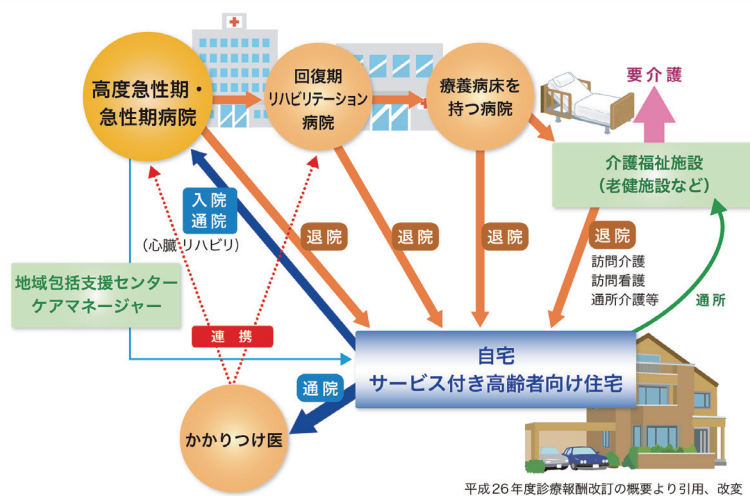 高度急性期・
急性期病院
回復期
リハビリテーション
病院
療養病床を
持つ病院
要介護
介護福祉施設
（老健施設など）
入院
通院
（心臓リハビリ）
退院
退院
退院
退院
訪問介護
訪問看護
通所介護等
通所
地域包括支援センター
ケアマネージャー
連携
自宅
サービス付き高齢者向け住宅
通院
かかりつけ医
平成26年度診療報酬改訂の概要より引用、改変